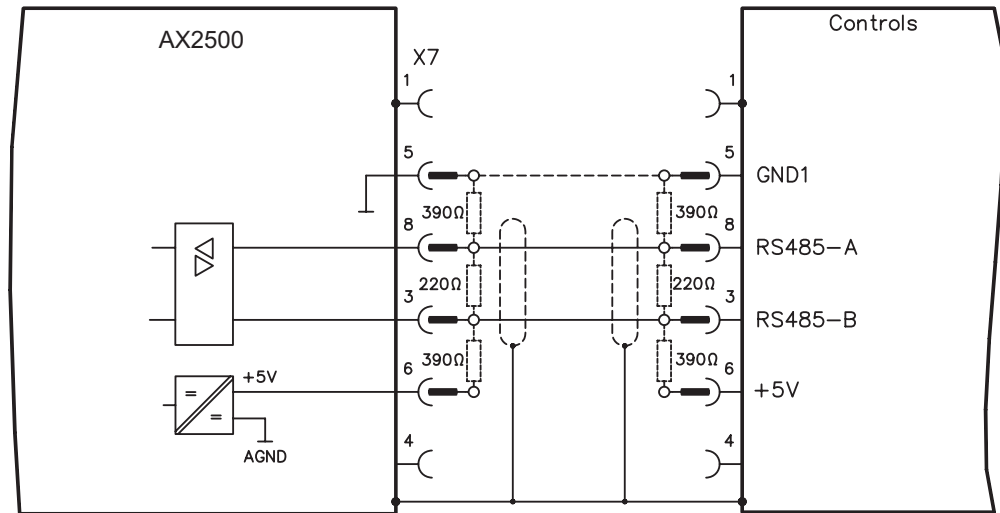 AX2500
X7
Controls
1
1
5
5
GND1
390Ω
390Ω
8
8
RS485-A
220Ω
220Ω
3
3
RS485-B
390Ω
390Ω
6
6
+5V
+5V
=
=
AGND
4
4